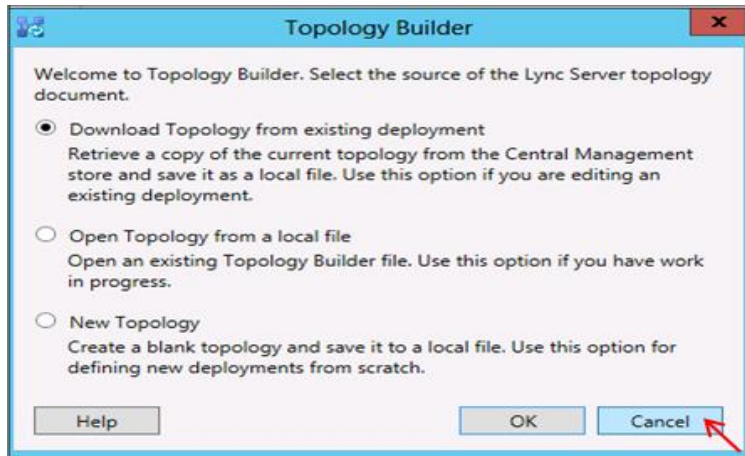 Topology Builder
x
Welcome to Topology Builder. Select the source of the Lync Server topology
document.
Download Topology from existing deployment
Retrieve a copy of the current topology from the Central Management
store and save it as a local file. Use this option if you are editing an
existing deployment.
Open Topology from a local file
Open an existing Topology Builder file. Use this option if you have work
in progress.
New Topology
Create a blank topology and save it to a local file. Use this option for
defining new deployments from scratch.
Help OK Cancel